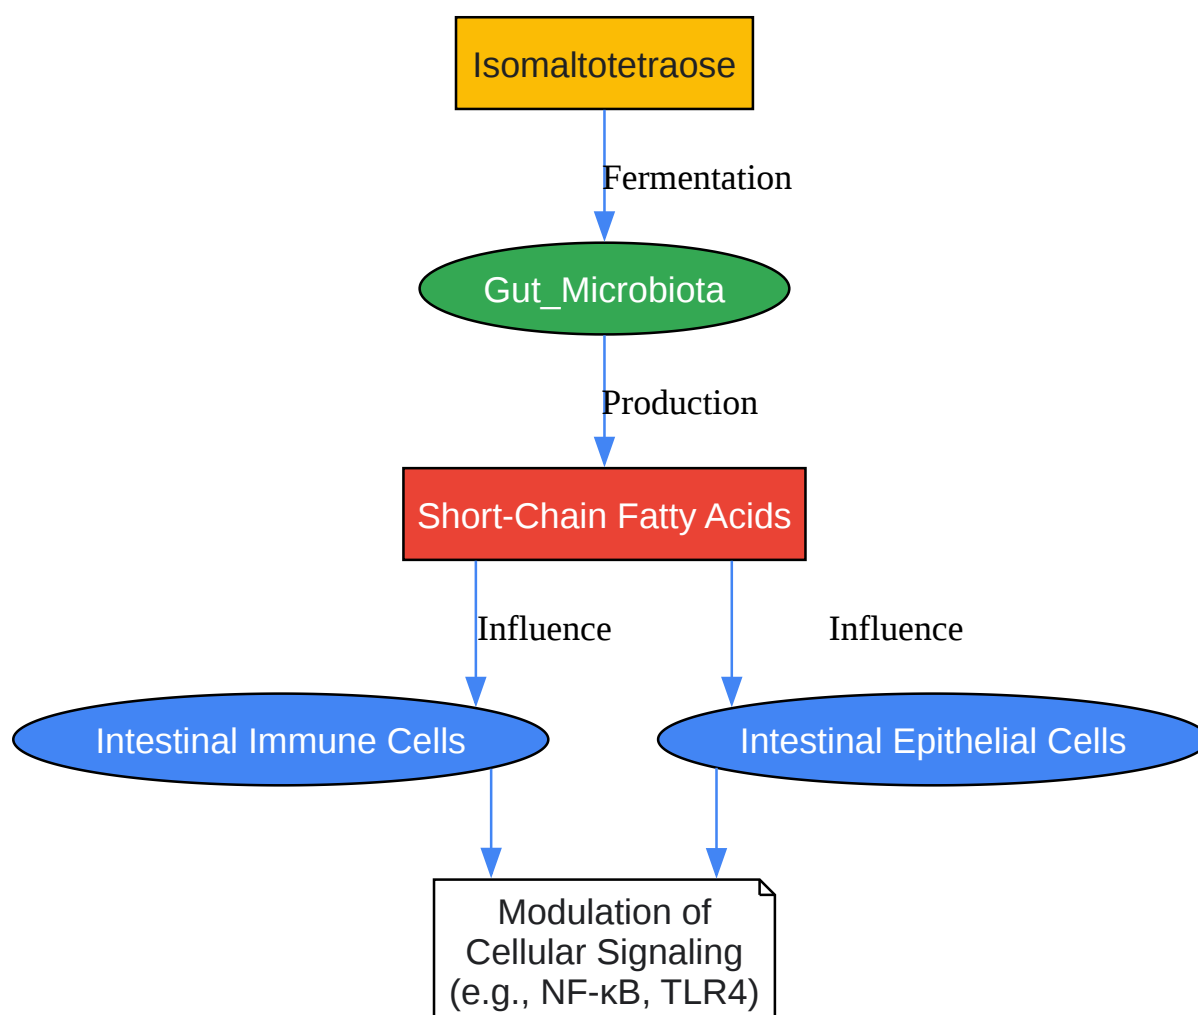 Isomaltotetraose
Fermentation
Gut_Microbiota
Production
Short-Chain Fatty Acids
Influence
Influence
Intestinal Immune Cells
Intestinal Epithelial Cells
Modulation of
Cellular Signaling
(e.g., NF-κB, TLR4)